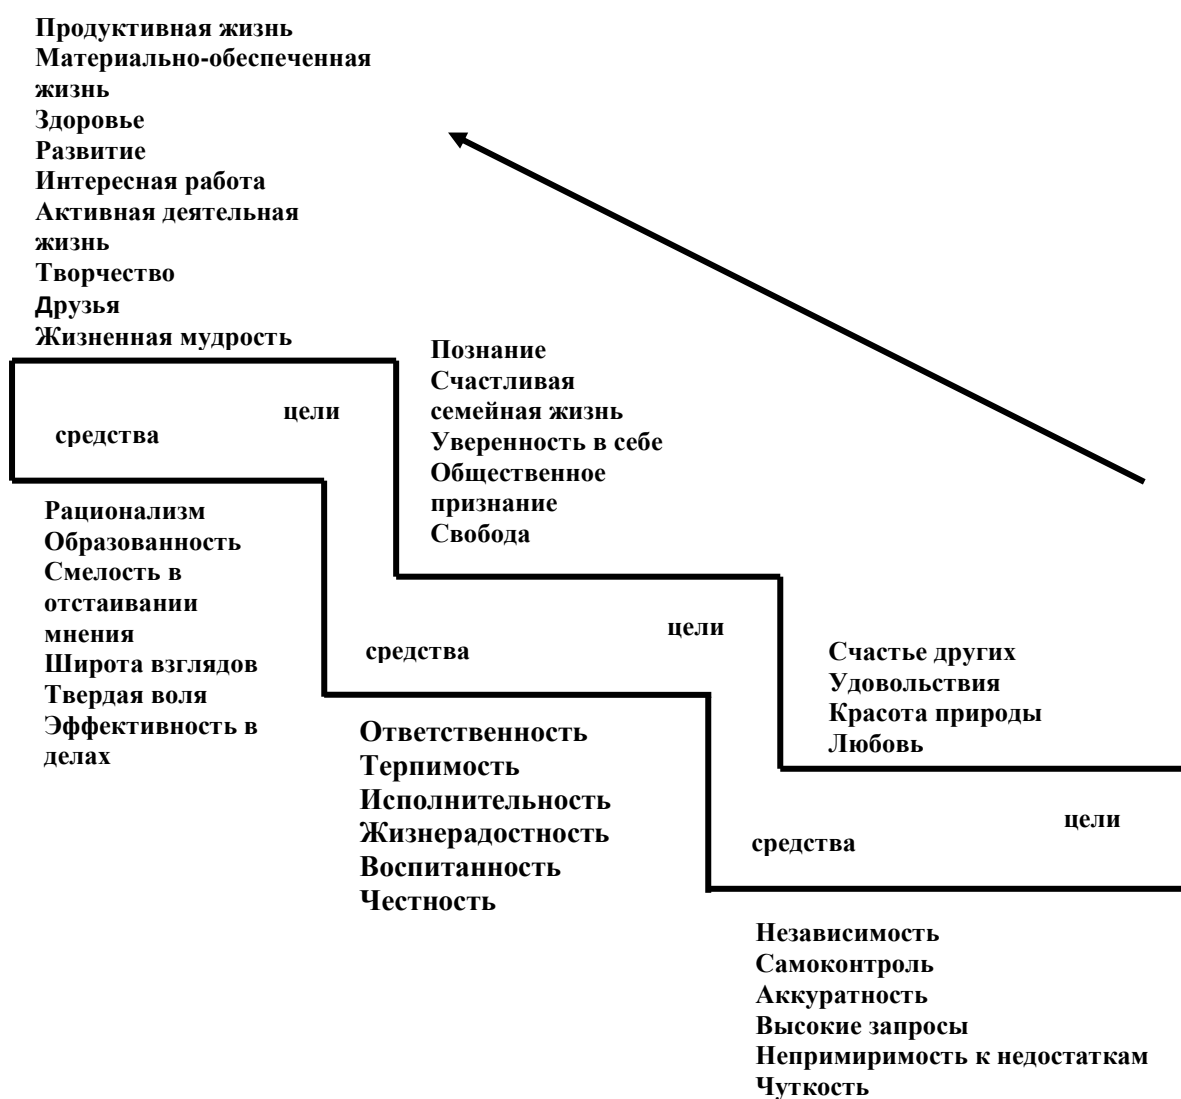 Продуктивная жизнь
Материально-обеспеченная
жизнь
Здоровье
Развитие
Интересная работа
Активная деятельная
жизнь
Творчество
Друзья
Жизненная мудрость
цели
средства
Рационализм
Образованность
Смелость в
отстаивании
мнения
Широта взглядов
Твердая воля
Эффективность в
делах
Познание
Счастливая
семейная жизнь
Уверенность в себе
Общественное
признание
Свобода
цели
средства
Ответственность
Терпимость
Исполнительность
Жизнерадостность
Воспитанность
Честность
Счастье других
Удовольствия
Красота природы
Любовь
цели
средства
Независимость
Самоконтроль
Аккуратность
Высокие запросы
Непримиримость к недостаткам
Чуткость